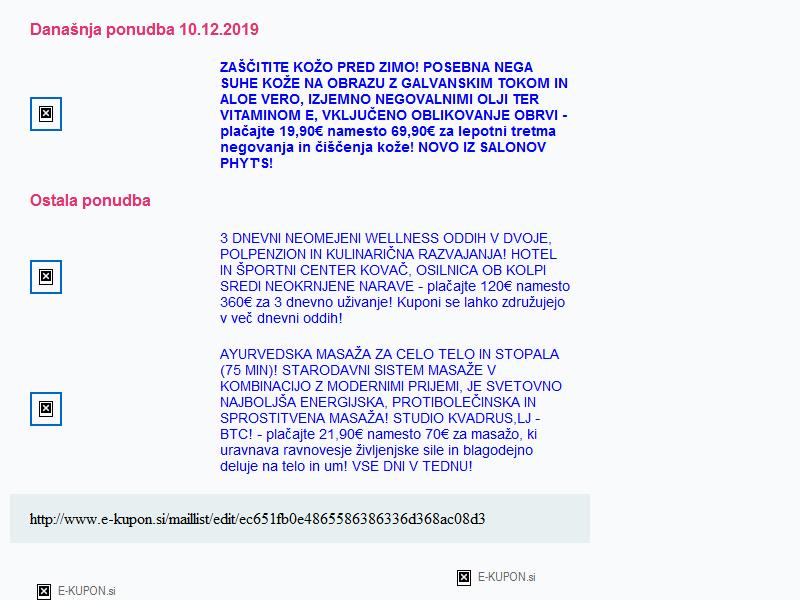 Današnja ponudba 10.12.2019
ZAŠČITITE KOŽO PRED ZIMO! POSEBNA NEGA
SUHE KOŽE NA OBRAZU Z GALVANSKIM TOKOM IN
ALOE VERO, IZJEMNO NEGOVALNIMI OLJI TER
VITAMINOM E, VKLJUČENO OBLIKOVANJE OBRVI -
plačajte 19,90€ namesto 69,90€ za lepotni tretma
negovanja in čiščenja kože! NOVO IZ SALONOV
PHYT'S!
Ostala ponudba
3 DNEVNI NEOMEJENI WELLNESS ODDIH V DVOJE,
POLPENZION IN KULINARIČNA RAZVAJANJA! HOTEL
IN ŠPORTNI CENTER KOVAČ, OSILNICA OB KOLPI
SREDI NEOKRNJENE NARAVE - plačajte 120€ namesto
360€ za 3 dnevno uživanje! Kuponi se lahko združujejo
v več dnevni oddih!
AYURVEDSKA MASAŽA ZA CELO TELO IN STOPALA
(75 MIN)! STARODAVNI SISTEM MASAŽE V
KOMBINACIJO Z MODERNIMI PRIJEMI, JE SVETOVNO
NAJBOLJŠA ENERGIJSKA, PROTIBOLEČINSKA IN
SPROSTITVENA MASAŽA! STUDIO KVADRUS,LJ -
BTC! - plačajte 21,90€ namesto 70€ za masažo, ki
uravnava ravnovesje življenjske sile in blagodejno
deluje na telo in um! VSE DNI V TEDNU!
http://www.e-kupon.si/maillist/edit/ec651fb0e4865586386336d368ac08d3
E-KUPON.si
E-KUPON.si